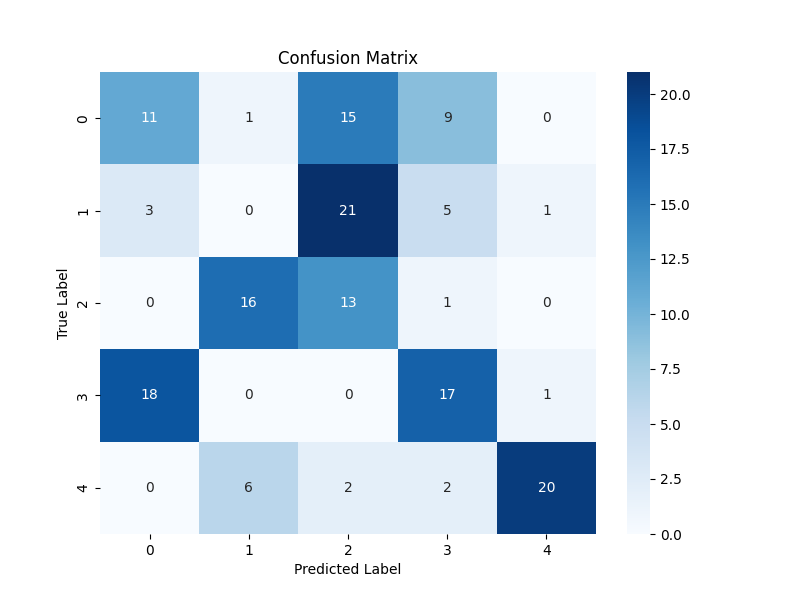 Confusion Matrix
True Label
0 11 1 15 9 0
1 3 0 21 5 1
2 0 16 13 1 0
3 18 0 0 17 1
4 0 6 2 2 20
0 1 2 3 4
Predicted Label
20.0
17.5
15.0
12.5
10.0
7.5
5.0
2.5
0.0